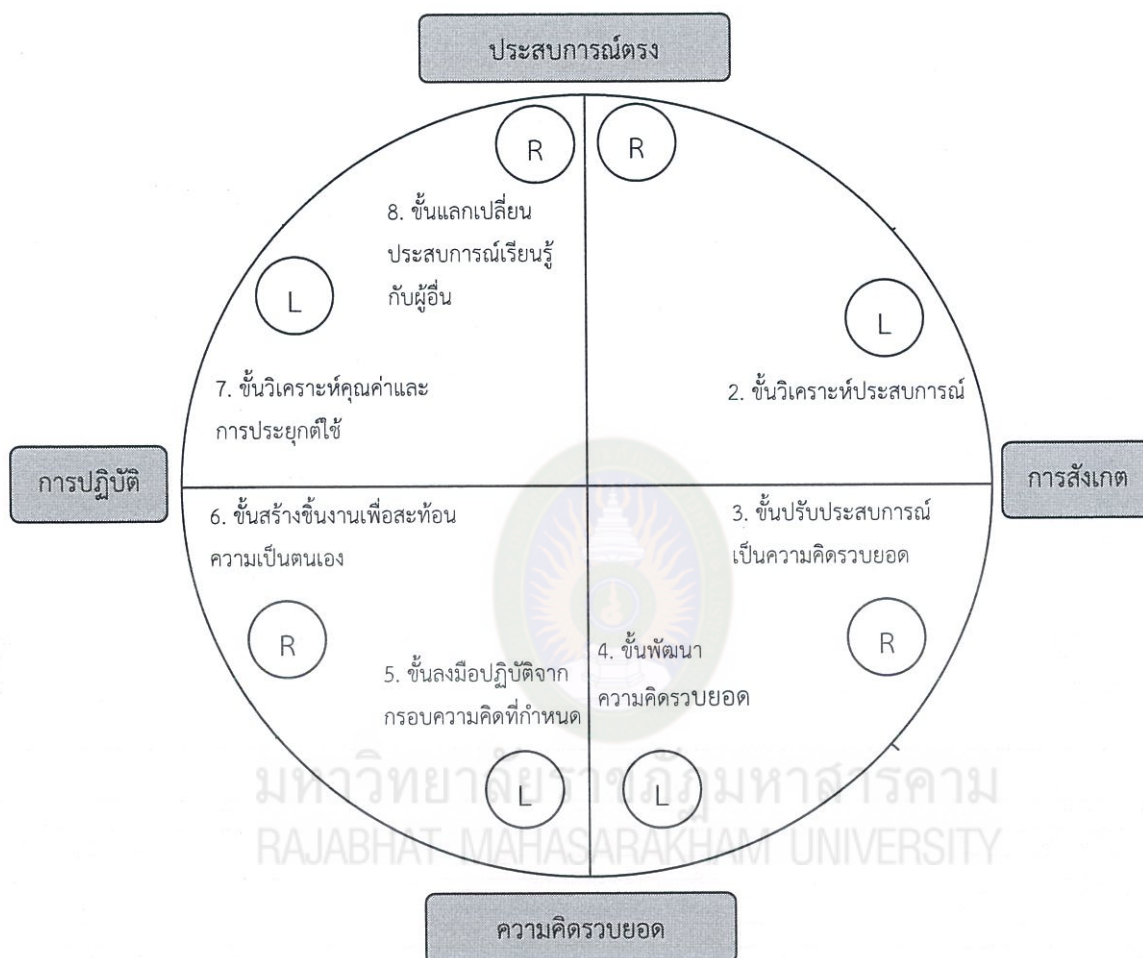 ประสบการณ์ตรง
R
R
8. ขั้นแลกเปลี่ยน
ประสบการณ์เรียนรู้
กับผู้อื่น
L
L
7. ขั้นวิเคราะห์คุณค่าและ
การประยุกต์ใช้
2. ขั้นวิเคราะห์ประสบการณ์
การปฏิบัติ
การสังเกต
6. ขั้นสร้างชิ้นงานเพื่อสะท้อน
ความเป็นตนเอง
3. ขั้นปรับประสบการณ์
เป็นความคิดรวบยอด
R
R
5. ขั้นลงมือปฏิบัติจาก
กรอบความคิดที่กำหนด
4. ขั้นพัฒนา
ความคิดรวบยอด
L
L
มหาวิทยาลัยราชภัฏมหาสารคาม
RAJABHAT MAHASARAKHAM UNIVERSITY
ความคิดรวบยอด